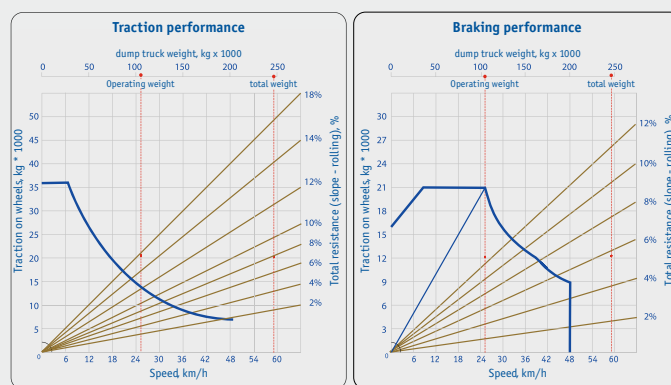 Traction performance
dump truck weight, kg x 1000
0 50 100 150 200 250
Operating weight total weight
Traction on wheels, kg * 1000
50
45
40
35
30
25
20
15
10
5
0
6 12 18 24 30 36 42 48 54 60
Speed, km/h
18%
14%
12%
10%
8%
6%
4%
2%
Total resistance (slope - rolling), %
Braking performance
dump truck weight, kg x 1000
0 50 100 150 200 250
Operating weight total weight
Traction on wheels, kg * 1000
30
27
24
21
18
15
12
9
6
3
0
6 12 18 26 30 36 42 48 54 60
Speed, km/h
12%
10%
8%
6%
4%
2%
Total resistance (slope - rolling), %